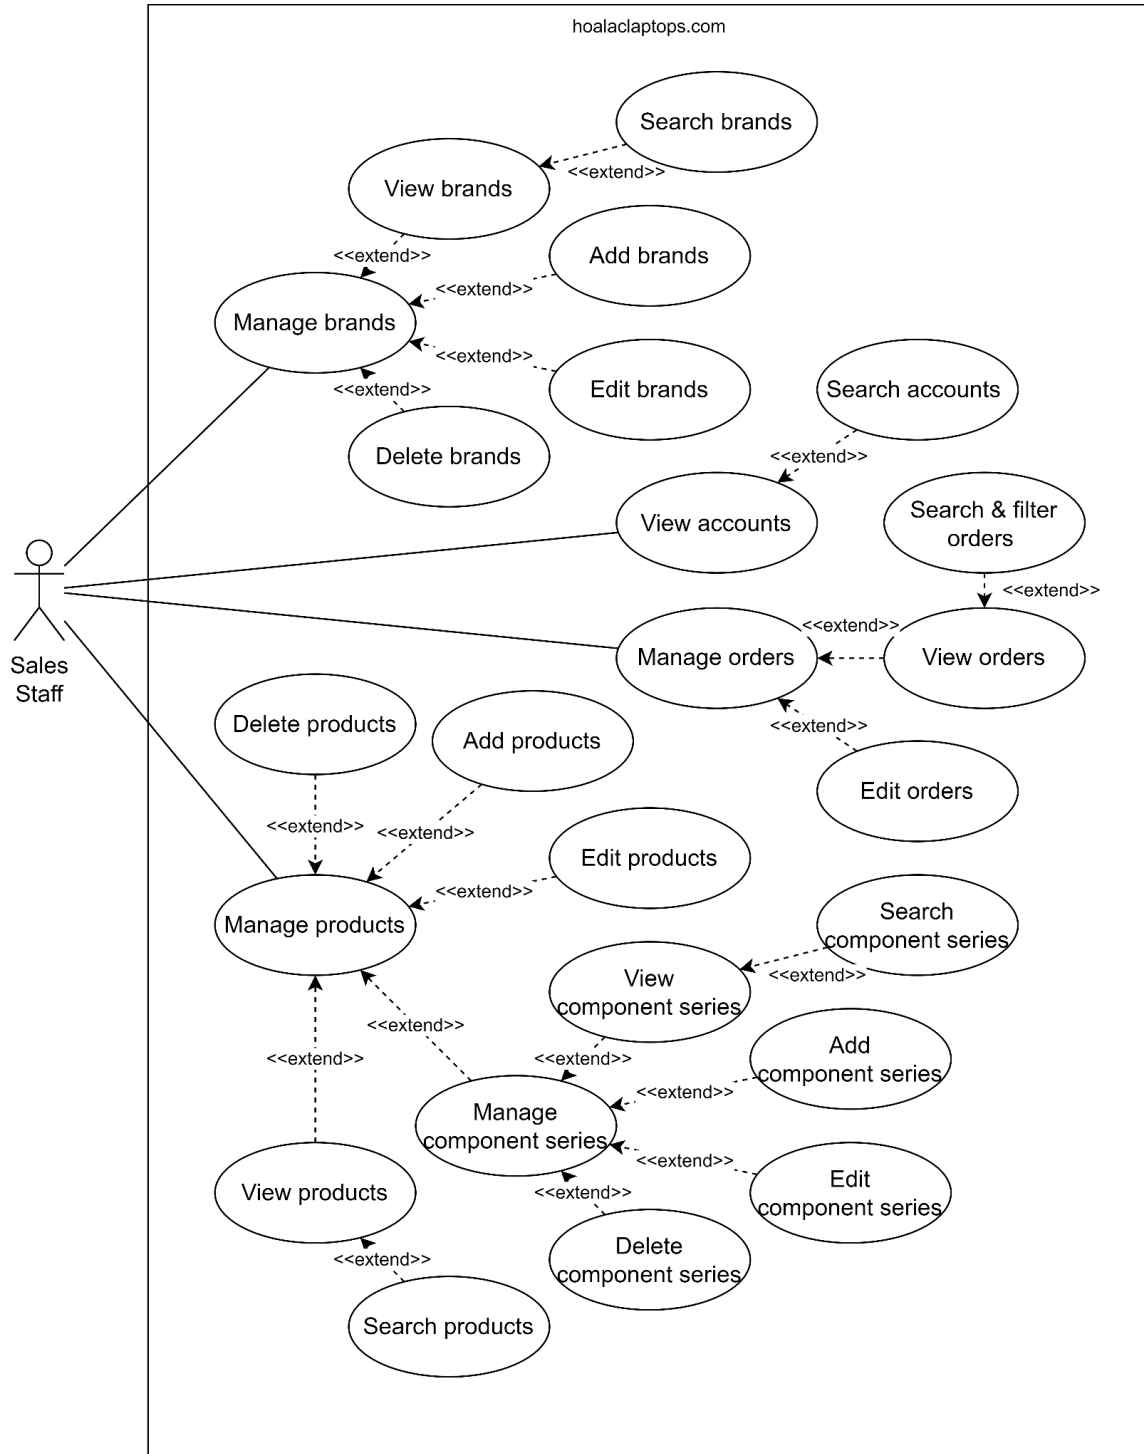 hoalaclaptops.com
Search brands
<<extend>>
View brands
<<extend>>
Add brands
<<extend>>
Manage brands
<<extend>>
Edit brands
<<extend>>
Delete brands
Search accounts
<<extend>>
View accounts
Search & filter
orders
<<extend>>
<<extend>>
Manage orders
View orders
<<extend>>
Edit orders
Sales
Staff
Delete products
Add products
<<extend>>
<<extend>>
Edit products
<<extend>>
Manage products
Search
component series
<<extend>>
View
component series
<<extend>>
<<extend>>
<<extend>>
Add
component series
<<extend>>
Manage
component series
<<extend>>
Edit
component series
<<extend>>
Delete
component series
View products
<<extend>>
Search products